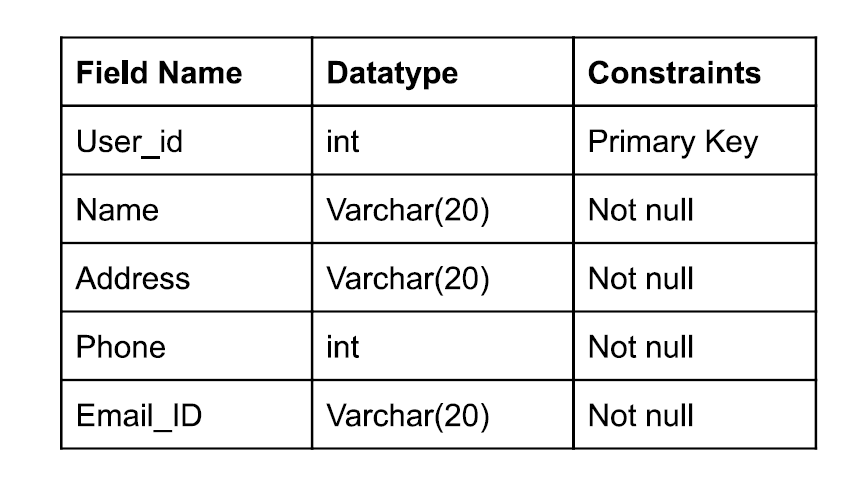 Field Name Datatype Constraints
User_id int Primary Key
Name Varchar(20) Not null
Address Varchar(20) Not null
Phone int Not null
Email_ID Varchar(20) Not null